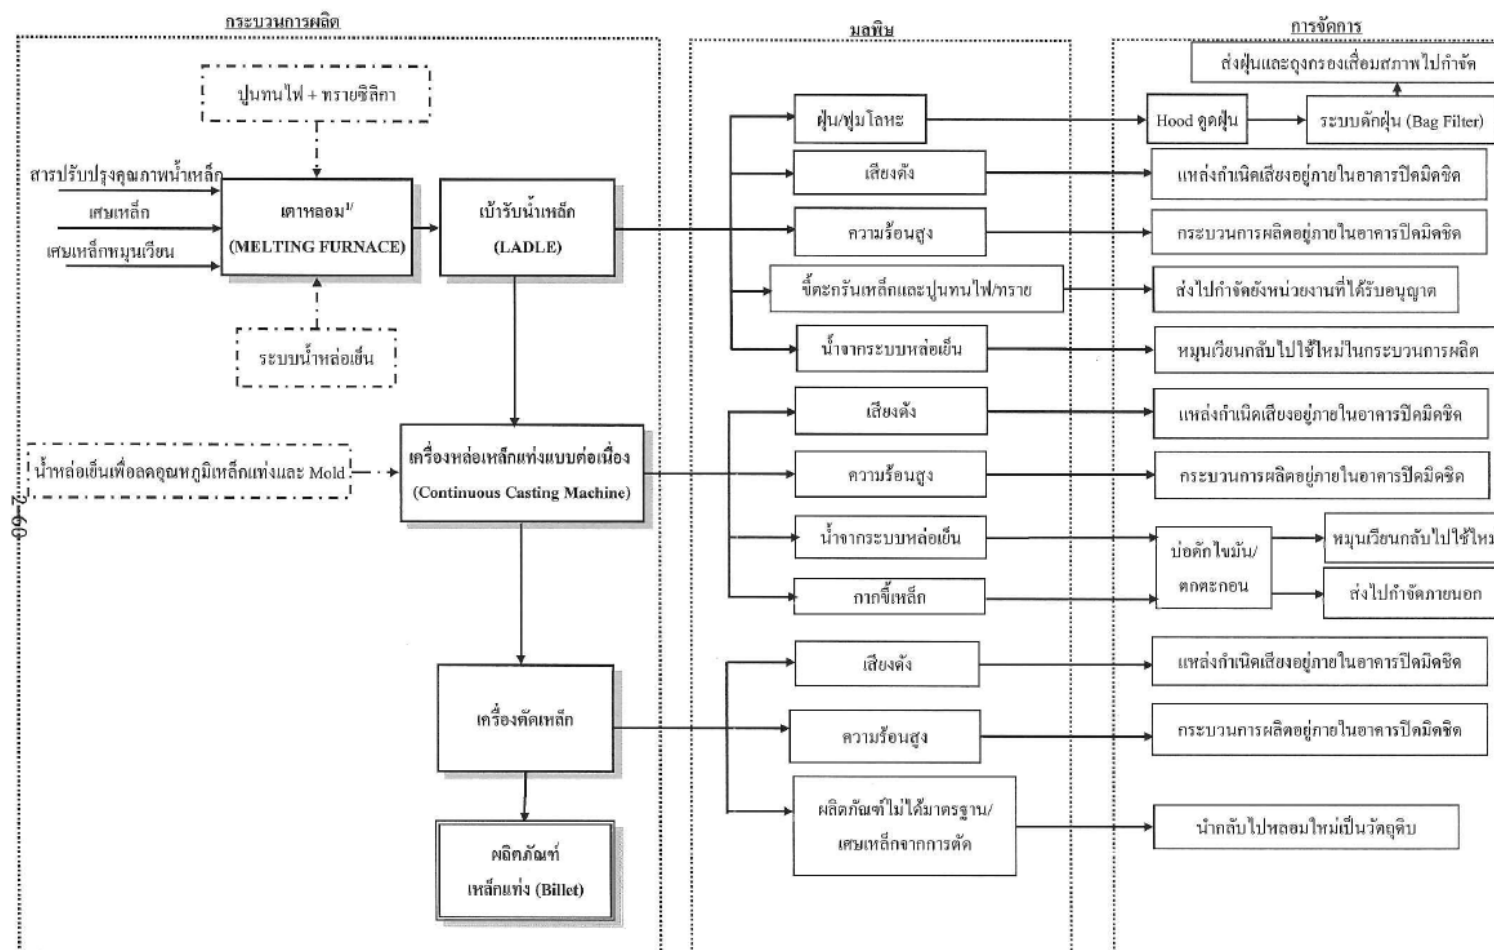 กระบวนการผลิต
มลพิษ
การจัดการ
ส่งฝุ่นและถุงกรองเสื่อมสภาพไปกำจัด
ปูนทนไฟ + ทรายซิลิกา
ฝุ่น/ฟูมโลหะ
Hood ดูดฝุ่น
ระบบดักฝุ่น (Bag Filter)
สารปรับปรุงคุณภาพน้ำเหล็ก
เศษเหล็ก
เศษเหล็กหมุนเวียน
เตาหลอม1/
(MELTING FURNACE)
เบ้ารับน้ำเหล็ก
(LADLE)
เสียงดัง
แหล่งกำเนิดเสียงอยู่ภายในอาคารปิดมิดชิด
ความร้อนสูง
กระบวนการผลิตอยู่ภายในอาคารปิดมิดชิด
ขี้ตะกรันเหล็กและปูนทนไฟ/ทราย
ส่งไปกำจัดยังหน่วยงานที่ได้รับอนุญาต
ระบบน้ำหล่อเย็น
น้ำจากระบบหล่อเย็น
หมุนเวียนกลับไปใช้ใหม่ในกระบวนการผลิต
เสียงดัง
แหล่งกำเนิดเสียงอยู่ภายในอาคารปิดมิดชิด
น้ำหล่อเย็นเพื่อลดอุณหภูมิเหล็กแท่งและ Mold
เครื่องหล่อเหล็กแท่งแบบต่อเนื่อง
(Continuous Casting Machine)
ความร้อนสูง
กระบวนการผลิตอยู่ภายในอาคารปิดมิดชิด
2-60
น้ำจากระบบหล่อเย็น
บ่อดักไขมัน/
ตกตะกอน
หมุนเวียนกลับไปใช้ใหม่
กากขี้เหล็ก
ส่งไปกำจัดภายนอก
เสียงดัง
แหล่งกำเนิดเสียงอยู่ภายในอาคารปิดมิดชิด
เครื่องตัดเหล็ก
ความร้อนสูง
กระบวนการผลิตอยู่ภายในอาคารปิดมิดชิด
ผลิตภัณฑ์ไม่ได้มาตรฐาน/
เศษเหล็กจากการตัด
นำกลับไปหลอมใหม่เป็นวัตถุดิบ
ผลิตภัณฑ์
เหล็กแท่ง (Billet)